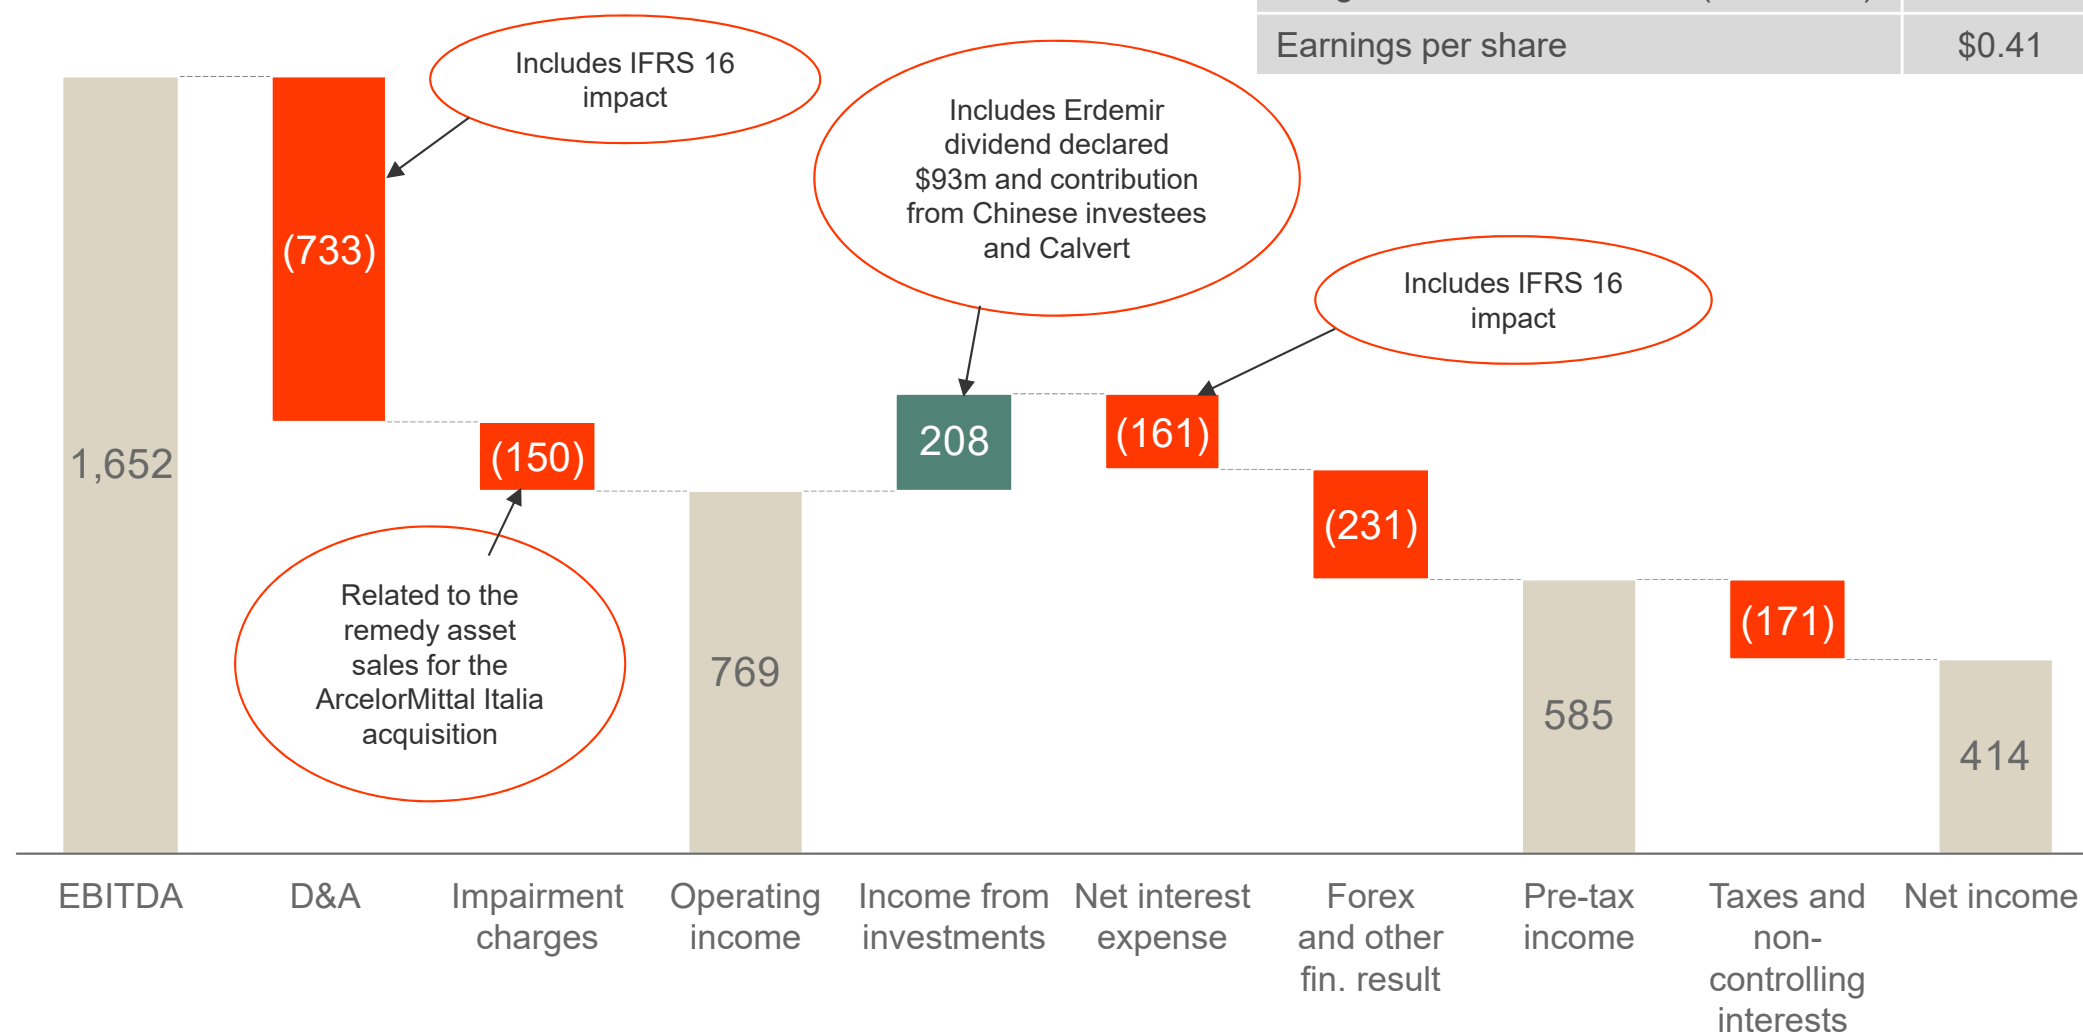 Earnings per share $0.41
Includes IFRS 16
impact
Includes Erdemir
dividend declared
$93m and contribution
from Chinese investees
and Calvert
Includes IFRS 16
impact
(733)
1,652
(150)
208
(161)
(231)
Related to the
remedy asset
sales for the
ArcelorMittal Italia
acquisition
769
585
(171)
414
EBITDA
D&A
Impairment
charges
Operating
income
Income from
investments
Net interest
expense
Forex
and other
fin. result
Pre-tax
income
Taxes and
non-
controlling
interests
Net income